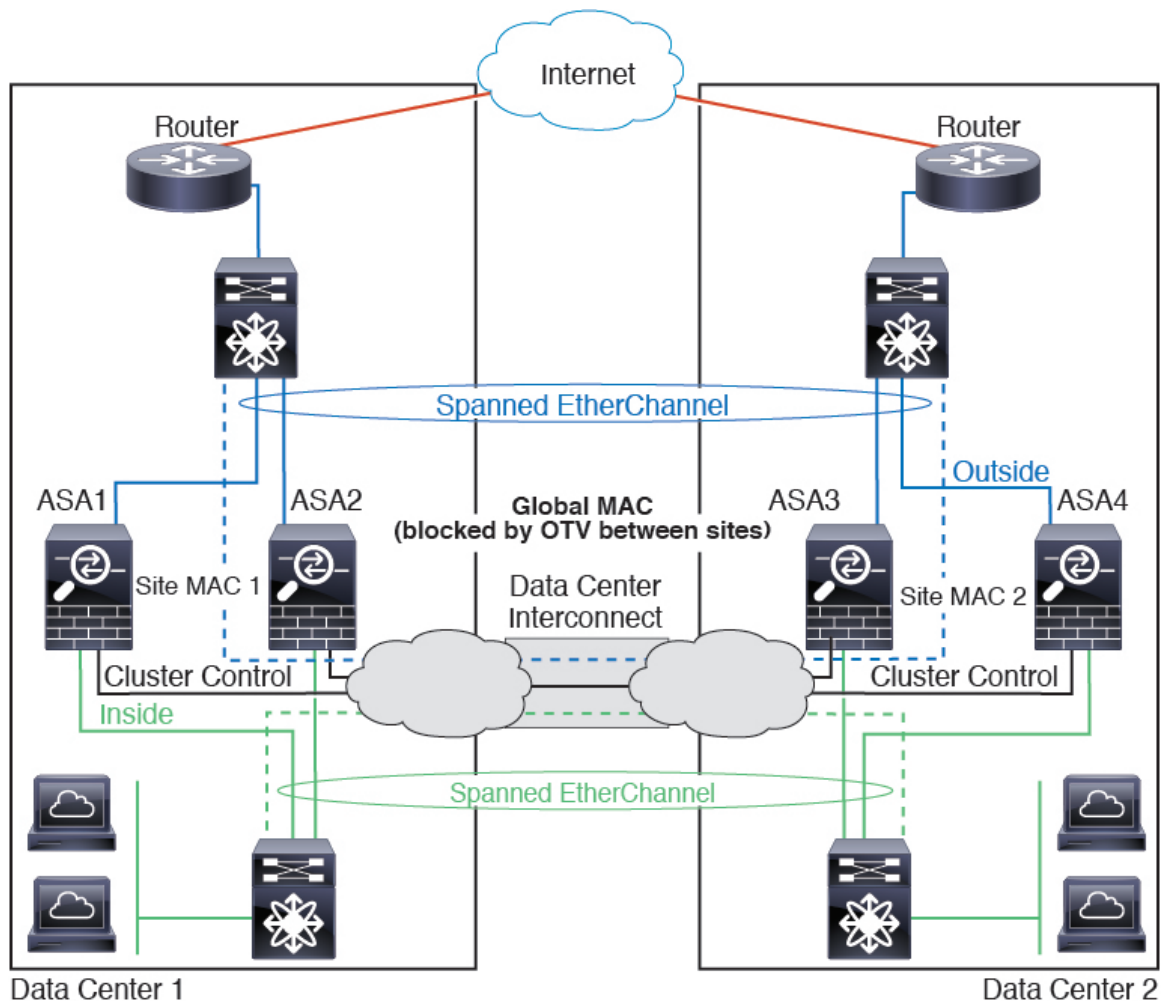 Internet
Router
Router
Spanned EtherChannel
Outside
ASA1
ASA2
Global MAC
(blocked by OTV between sites)
ASA3
ASA4
Site MAC 1
Data Center
Interconnect
Site MAC 2
Cluster Control
Cluster Control
Inside
Spanned EtherChannel
Data Center 1
Data Center 2